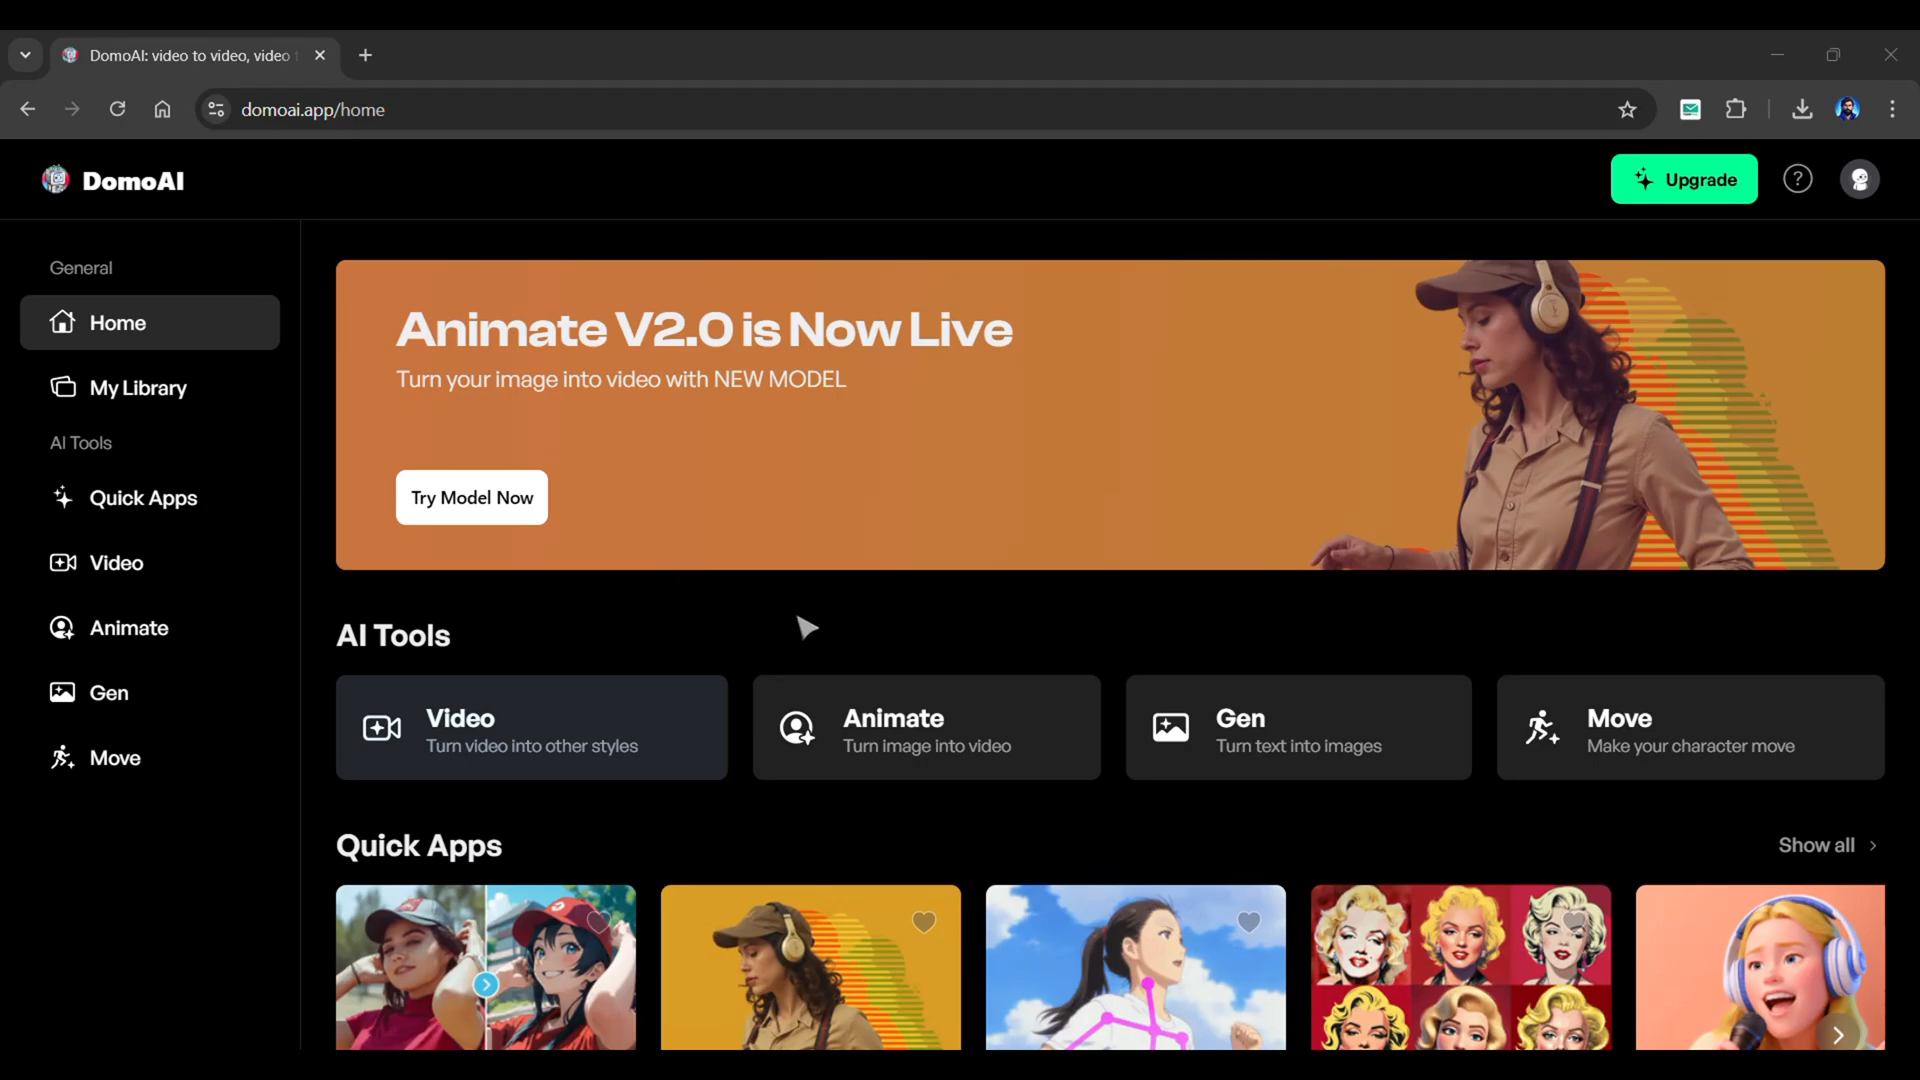 DomoAI: video to video, video
domoai.app/home
DomoAI
Upgrade
General
Home
My Library
AI Tools
Quick Apps
Video
Animate
Gen
Move
Animate V2.0 is Now Live
Turn your image into video with NEW MODEL
Try Model Now
AI Tools
Video
Turn video into other styles
Animate
Turn image into video
Gen
Turn text into images
Move
Make your character move
Quick Apps
Show all